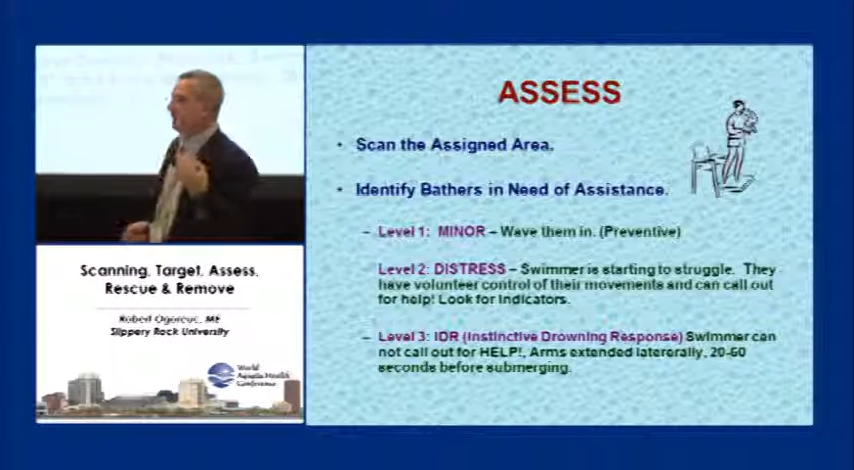 ASSESS
• Scan the Assigned Area.
• Identify Bathers in Need of Assistance.
– Level 1: MINOR – Wave them in. (Preventive)
Level 2: DISTRESS – Swimmer is starting to struggle. They
have volunteer control of their movements and can call out
for help! Look for Indicators.
– Level 3: IDR (Instinctive Drowning Response) Swimmer can
not call out for HELP!, Arms extended laterorally, 20-60
seconds before submerging.
Scanning, Target, Assess,
Rescue & Remove
Robert Ogoreuc, ME
Slippery Rock University
World
Aquatic Health
Conference